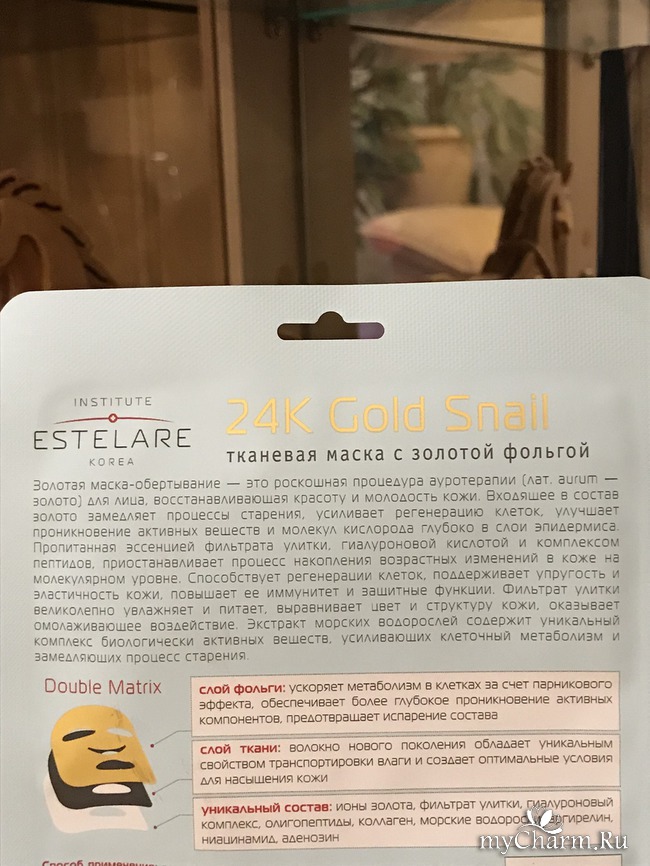 INSTITUTE
ESTELARE
KOREA
24K Gold Snail
тканевая маска с золотой фольгой
Золотая маска-обертывание — это роскошная процедура ауротерапии (лат. aurum —
золото) для лица, восстанавливающая красоту и молодость кожи. Входящее в состав
золото замедляет процессы старения, усиливает регенерацию клеток, улучшает
проникновение активных веществ и молекул кислорода глубоко в слои эпидермиса.
Пропитанная эссенцией фильтрата улитки, гиалуроновой кислотой и комплексом
пептидов, приостанавливает процесс накопления возрастных изменений в коже на
молекулярном уровне. Способствует регенерации клеток, поддерживает упругость и
эластичность кожи, повышает ее иммунитет и защитные функции. Фильтрат улитки
великолепно увлажняет и питает, выравнивает цвет и структуру кожи, оказывает
омолаживающее воздействие. Экстракт морских водорослей содержит уникальный
комплекс биологически активных веществ, усиливающих клеточный метаболизм и
замедляющих процесс старения.
Double Matrix
слой фольги: ускоряет метаболизм в клетках за счет парникового
эффекта, обеспечивает более глубокое проникновение активных
компонентов, предотвращает испарение состава
слой ткани: волокно нового поколения обладает уникальным
свойством транспортировки влаги и создает оптимальные условия
для насыщения кожи
уникальный состав: ионы золота, фильтрат улитки, гиалуроновый
комплекс, олигопептиды, коллаген, морские водоросли, аргирелин,
ниацинамид, аденозин
Способ применения:
myCharm.Ru